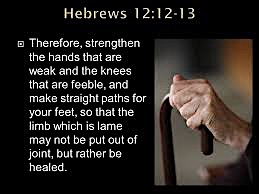 Hebrews 12:12-13
Therefore, strengthen
the hands that are
weak and the knees
that are feeble, and
make straight paths for
your feet, so that the
limb which is lame
may not be put out of
joint, but rather be
healed.